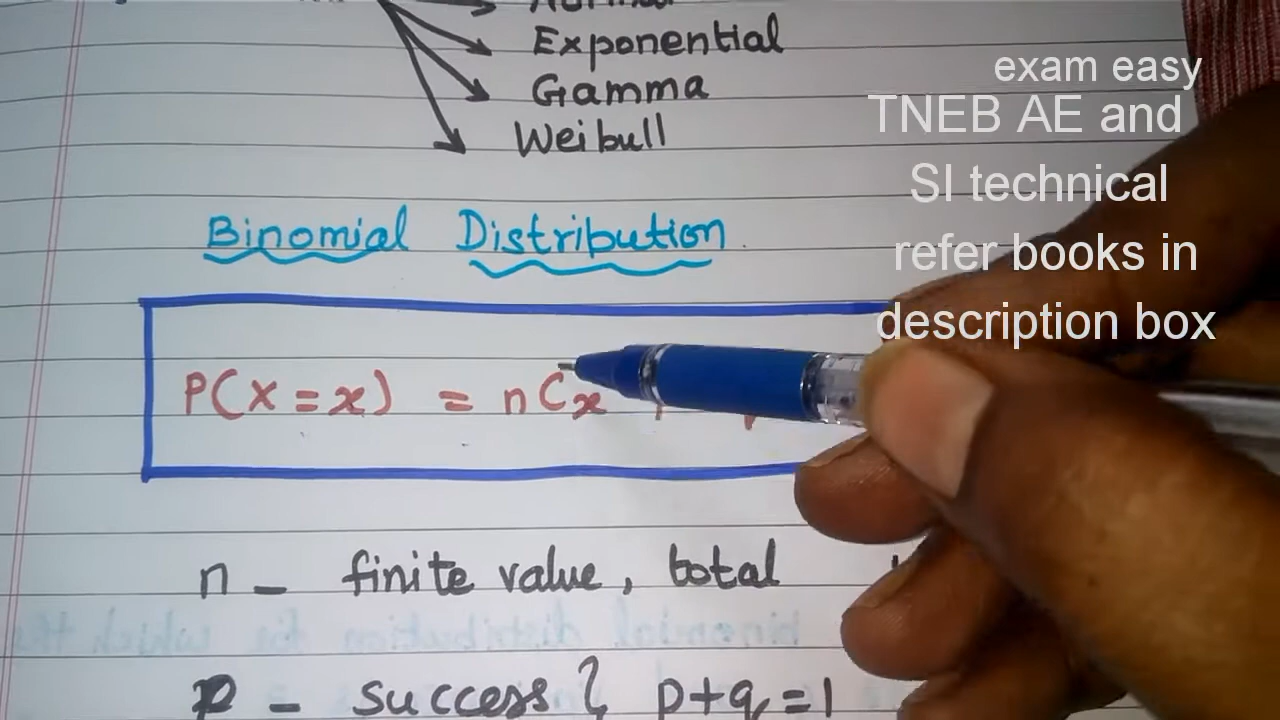 Normal
Exponential
Gamma
Weibull
exam easy
TNEB AE and
SI technical
refer books in
description box
Binomial Distribution
P(X=x) = nCx
n - finite value, total
p - success } p+q=1